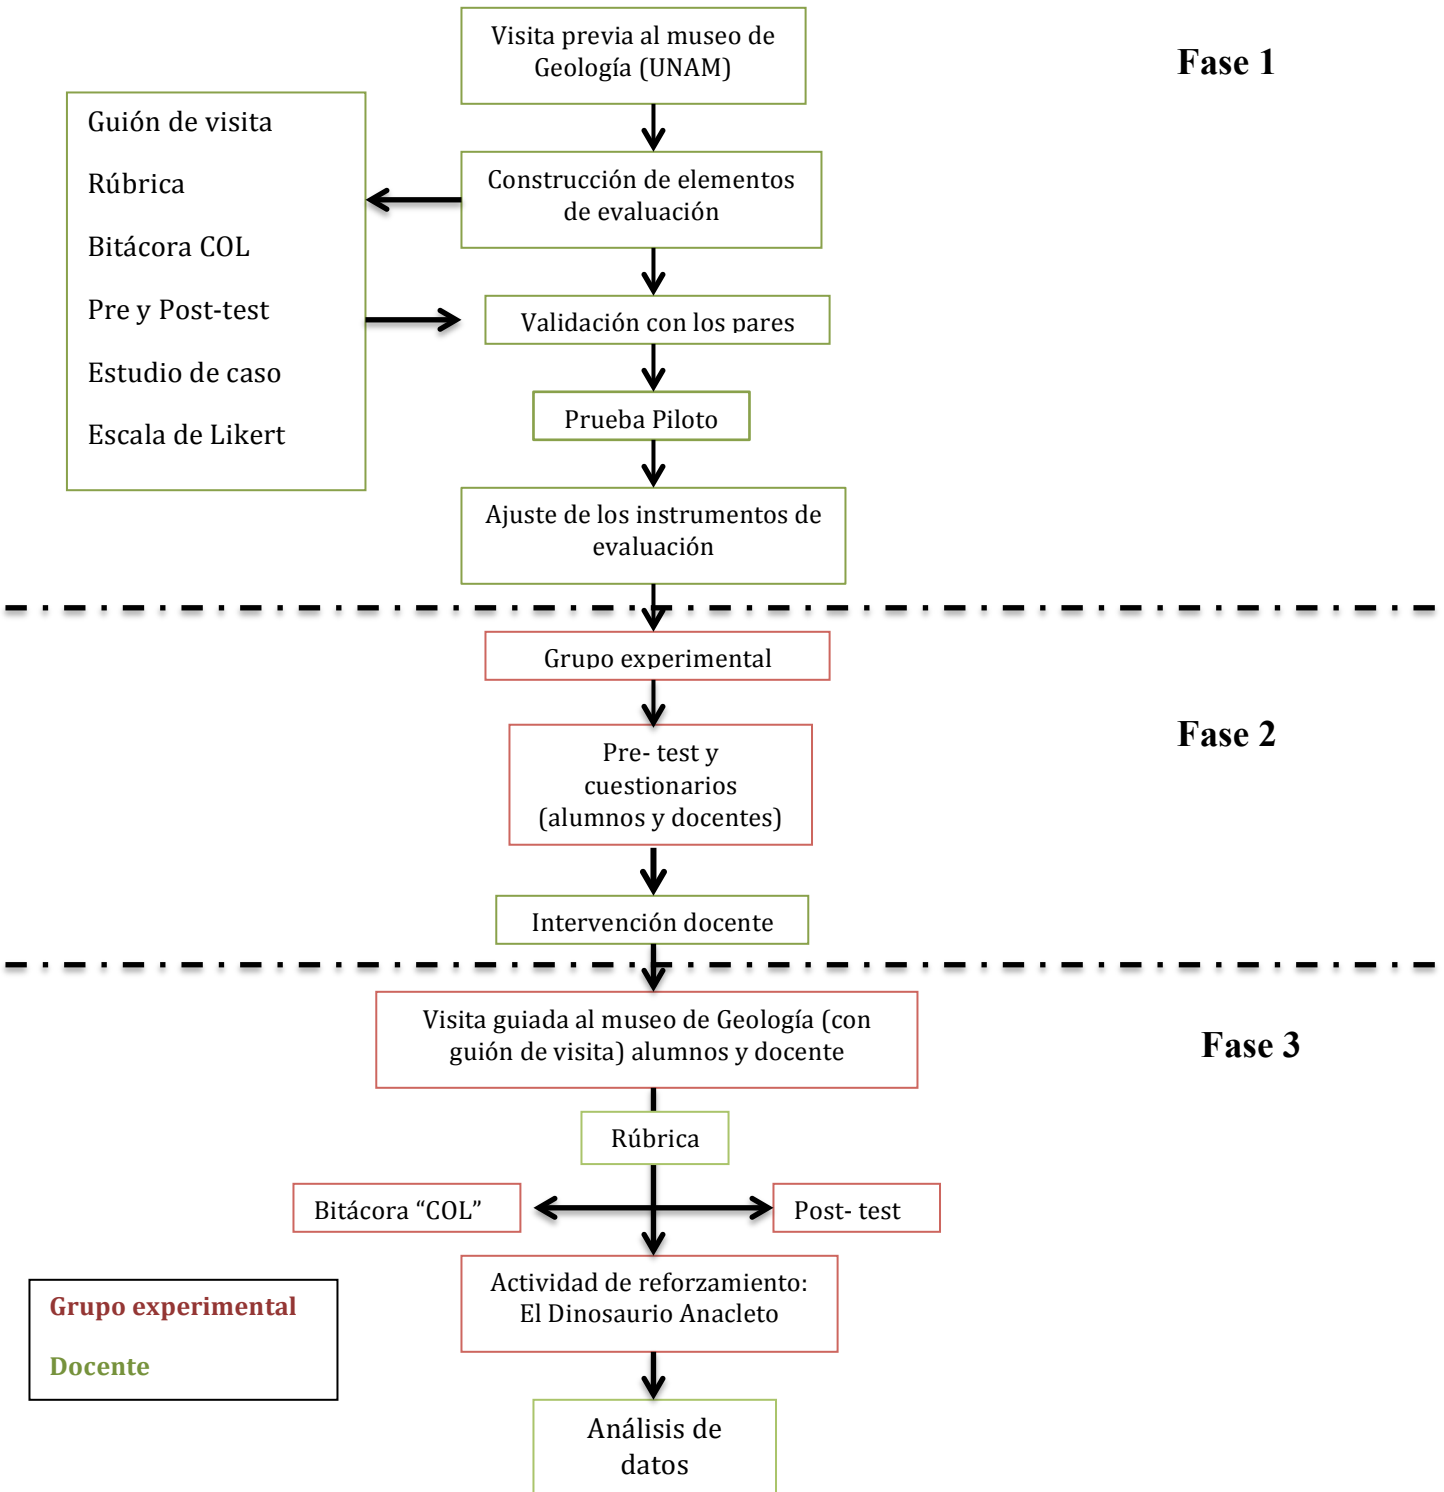 Visita previa al museo de
Geología (UNAM)
Fase 1
Guión de visita
Rúbrica
Bitácora COL
Pre y Post-test
Estudio de caso
Escala de Likert
Construcción de elementos
de evaluación
Validación con los pares
Prueba Piloto
Ajuste de los instrumentos de
evaluación
Grupo experimental
Fase 2
Pre- test y
cuestionarios
(alumnos y docentes)
Intervención docente
Visita guiada al museo de Geología (con
guión de visita) alumnos y docente
Fase 3
Rúbrica
Bitácora “COL”
Post- test
Actividad de reforzamiento:
El Dinosaurio Anacleto
Grupo experimental
Docente
Análisis de
datos